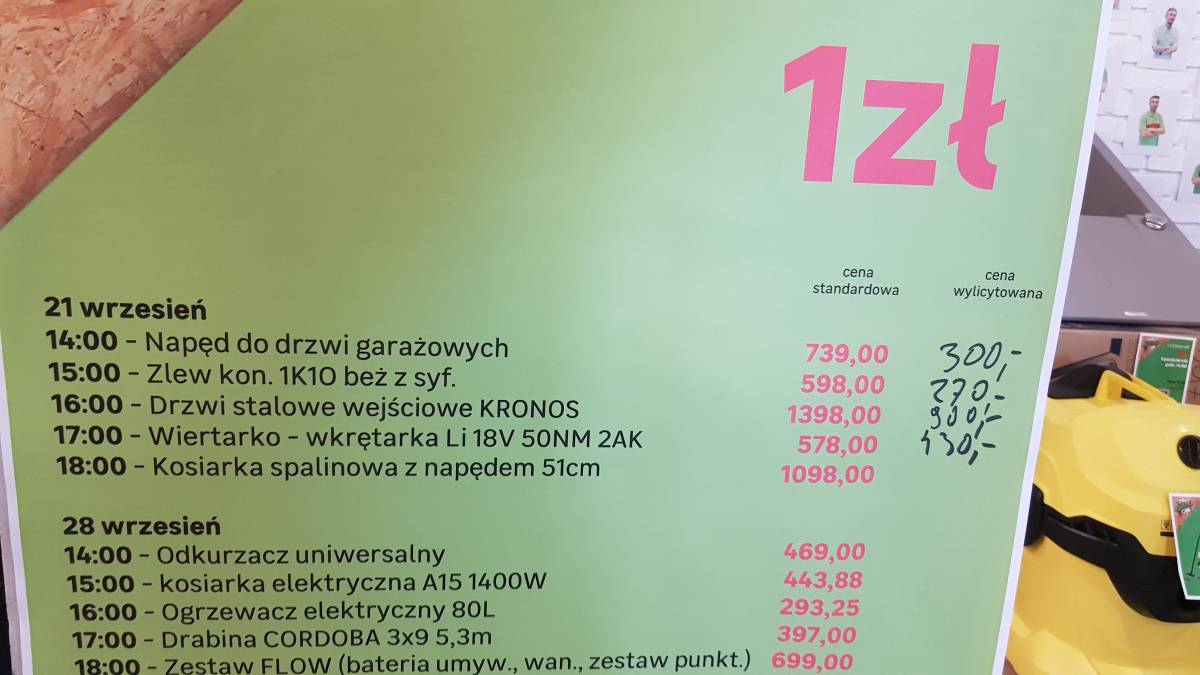 1zł
cena standardowa
cena wylicytowana
21 wrzesień
14:00 - Napęd do drzwi garażowych 739,00 300,-
15:00 - Zlew kon. 1K1O beż z syf. 598,00 270,-
16:00 - Drzwi stalowe wejściowe KRONOS 1398,00 900,-
17:00 - Wiertarko - wkrętarka Li 18V 50NM 2AK 578,00 430,-
18:00 - Kosiarka spalinowa z napędem 51cm 1098,00
28 wrzesień
14:00 - Odkurzacz uniwersalny 469,00
15:00 - kosiarka elektryczna A15 1400W 443,88
16:00 - Ogrzewacz elektryczny 80L 293,25
17:00 - Drabina CORDOBA 3x9 5,3m 397,00
18:00 - Zestaw FLOW (bateria umyw., wan., zestaw punkt.) 699,00